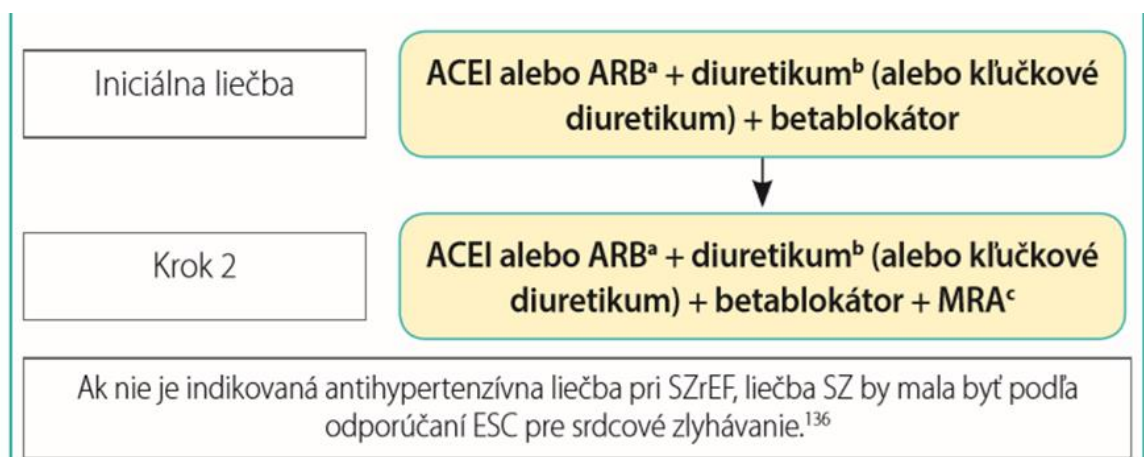 Iniciálna liečba
ACEI alebo ARBᵃ + diuretikumᵇ (alebo kľučkové
diuretikum) + betablokátor
Krok 2
ACEI alebo ARBᵃ + diuretikumᵇ (alebo kľučkové
diuretikum) + betablokátor + MRAᶜ
Ak nie je indikovaná antihypertenzívna liečba pri SZrEF, liečba SZ by mala byť podľa
odporúčaní ESC pre srdcové zlyhávanie.¹³⁶